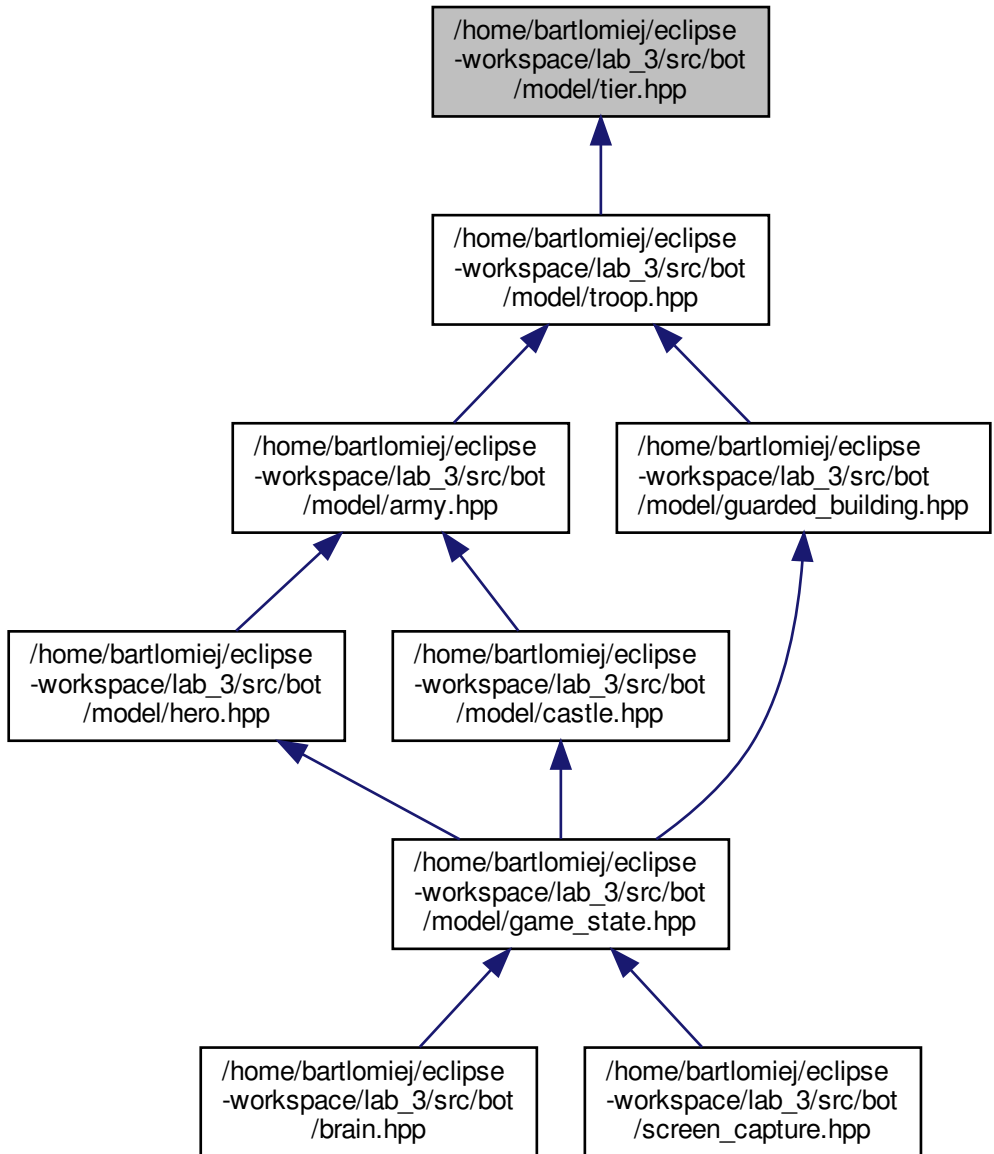 /home/bartlomiej/eclipse
-workspace/lab_3/src/bot
/model/tier.hpp
/home/bartlomiej/eclipse
-workspace/lab_3/src/bot
/model/troop.hpp
/home/bartlomiej/eclipse
-workspace/lab_3/src/bot
/model/army.hpp
/home/bartlomiej/eclipse
-workspace/lab_3/src/bot
/model/guarded_building.hpp
/home/bartlomiej/eclipse
-workspace/lab_3/src/bot
/model/hero.hpp
/home/bartlomiej/eclipse
-workspace/lab_3/src/bot
/model/castle.hpp
/home/bartlomiej/eclipse
-workspace/lab_3/src/bot
/model/game_state.hpp
/home/bartlomiej/eclipse
-workspace/lab_3/src/bot
/brain.hpp
/home/bartlomiej/eclipse
-workspace/lab_3/src/bot
/screen_capture.hpp